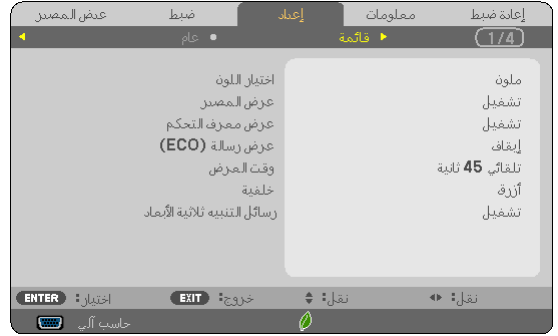 عرض المصدر ضبط إعداد معلومات إعادة ضبط
عام قائمة 1/4
اختيار اللون ملون
عرض المصدر تشغيل
عرض معرف التحكم تشغيل
عرض رسالة (ECO) إيقاف
وقت العرض تلقائي 45 ثانية
خلفية أزرق
رسائل التنبيه ثلاثية الأبعاد تشغيل
ENTER اختيار: EXIT خروج: نقل: نقل:
حاسب آلي